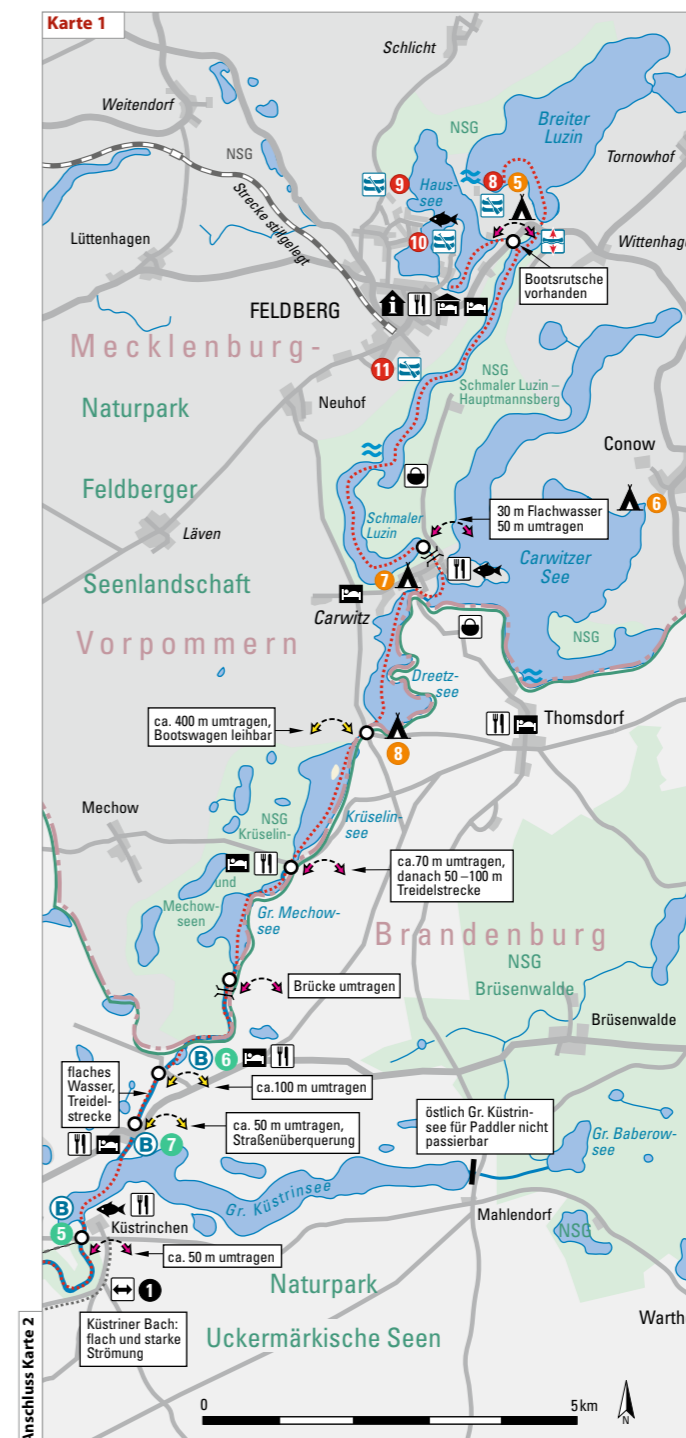 Karte 1
Schlicht
Weitendorf
NSG
Breiter
Luzin
Tornowhof
NSG
Strecke stillgelegt
9
Haus-
see
8
5
Lüttenhagen
10
Wittenhage
Bootsrutsche
vorhanden
FELDBERG
i
Mecklenburg-
11
NSG
Schmaler Luzin –
Hauptmannsberg
Naturpark
Neuhof
Conow
Feldberger
6
Läven
Schmaler
Luzin
30 m Flachwasser
50 m umtragen
Carwitzer
See
Seenlandschaft
7
Carwitz
NSG
Vorpommern
Dreetz-
see
ca. 400 m umtragen,
Bootswagen leihbar
Thomsdorf
8
Mechow
NSG
Krüselin-
Krüselin-
see
und
Mechow-
seen
ca.70 m umtragen,
danach 50 –100 m
Treidelstrecke
Gr. Mechow-
see
Brandenburg
NSG
Brüsenwalde
Brücke umtragen
Brüsenwalde
B
6
flaches
Wasser,
Treidel-
strecke
ca.100 m umtragen
ca. 50 m umtragen,
Straßenüberquerung
östlich Gr. Küstrin-
see für Paddler nicht
passierbar
B
7
Gr. Baberow-
see
Gr. Küstrinsee
B
5
Küstrinchen
Mahlendorf
NSG
ca. 50 m umtragen
1
Naturpark
Warth
Küstriner Bach:
flach und starke
Strömung
Uckermärkische Seen
Anschluss Karte 2
0
5 km
N